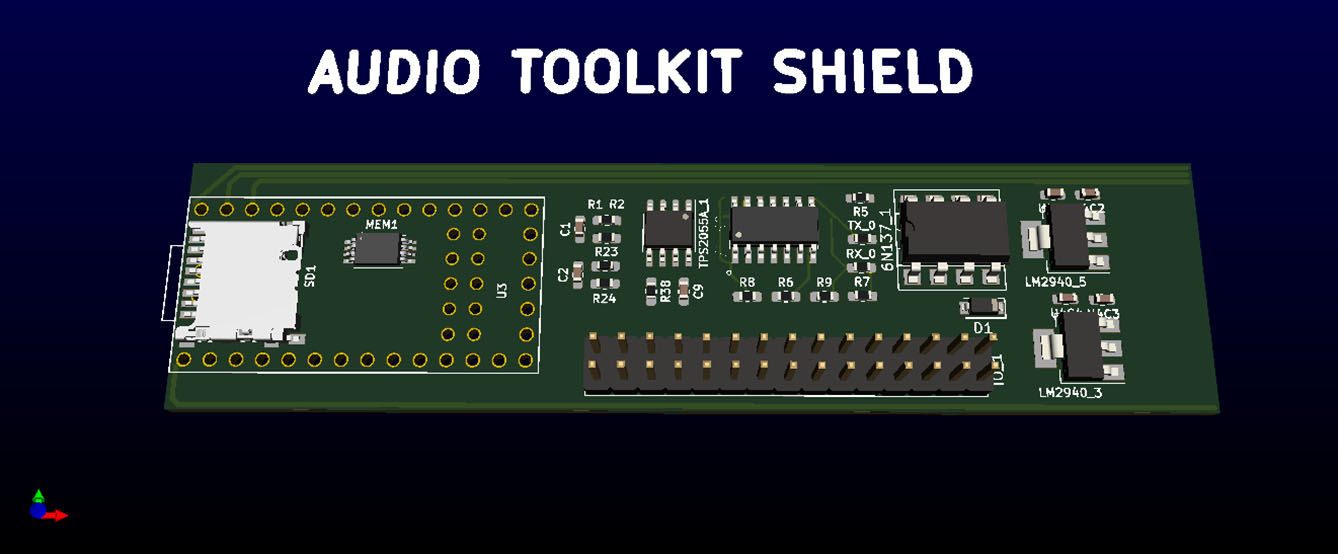 AUDIO TOOLKIT SHIELD
MEM1
SD1
U3
C1
R1 R2
R23
C2
R24
R38
C9
TPS2055A_1
R8
R6
R9
R7
R5
TX_0
RX_0
6N137_1
D1
C2
LM2940_5
LM2940_3